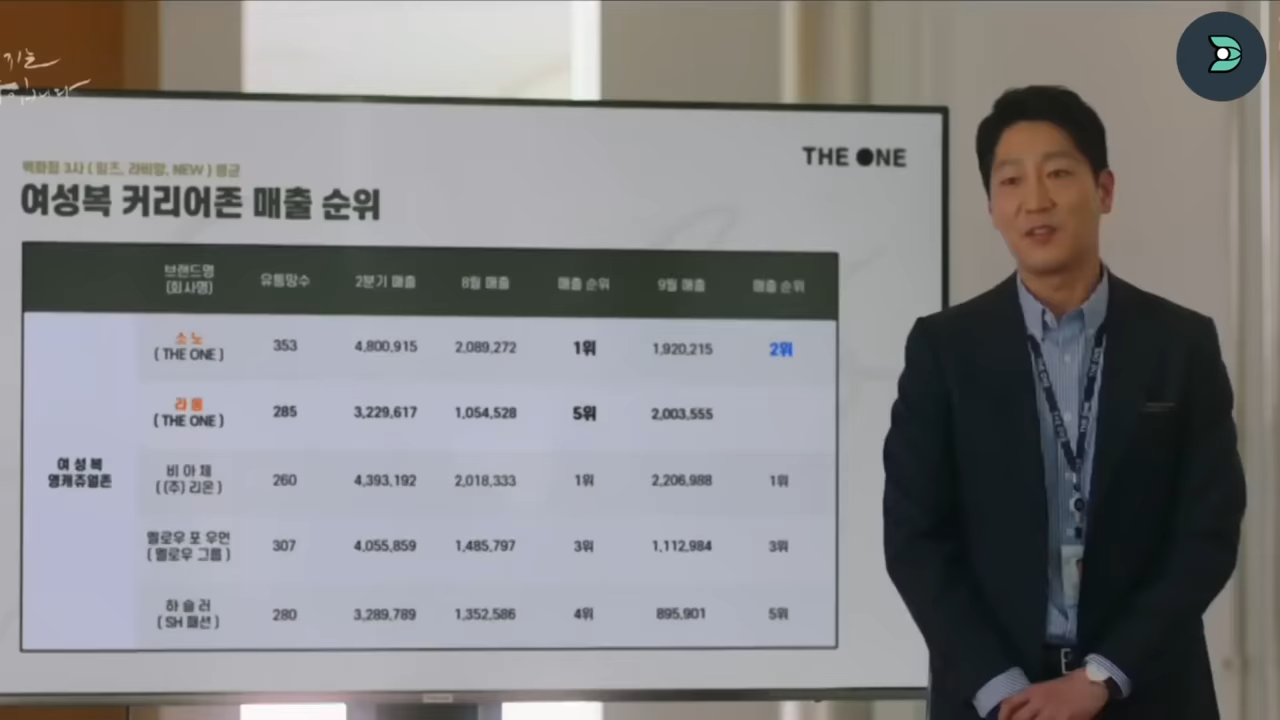 지는
입니다
백화점 3사 ( 힐즈, 라비앙, NEW ) 평균
THE ONE
여성복 커리어존 매출 순위
브랜드명 유통망수 2분기 매출 8월 매출 매출 순위 9월 매출 매출 순위
(회사명)
소 노 353 4,800,915 2,089,272 1위 1,920,215 2위
( THE ONE )
285 3,229,617 1,054,528 5위 2,003,555
( THE ONE )
여 성 복
영캐쥬얼존
비 아 체 260 4,393,192 2,018,333 1위 2,206,988 1위
( (주) 리온 )
멜로우 포 우먼 307 4,055,859 1,485,797 3위 1,112,984 3위
( 멜로우 그룹 )
하 슬 러 280 3,289,789 1,352,586 4위 895,901 5위
( SH 패션 )